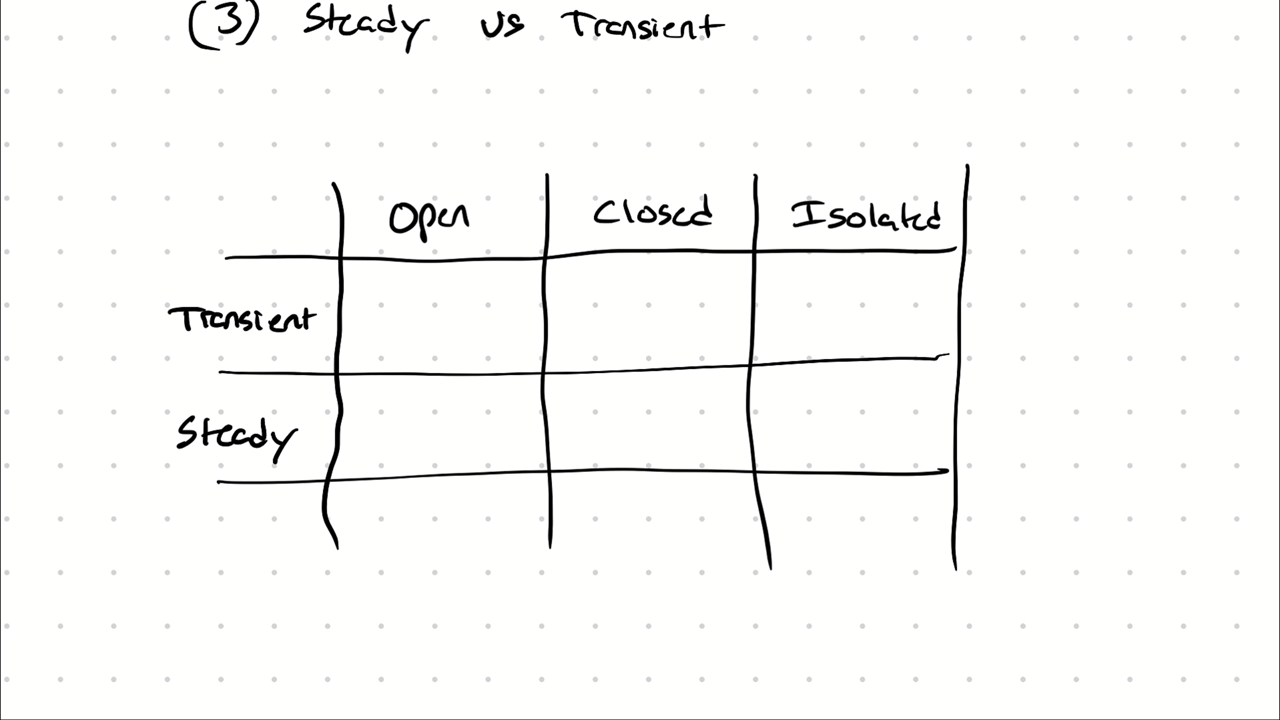 (3) Steady vs Transient
Open Closed Isolated
Transient
Steady